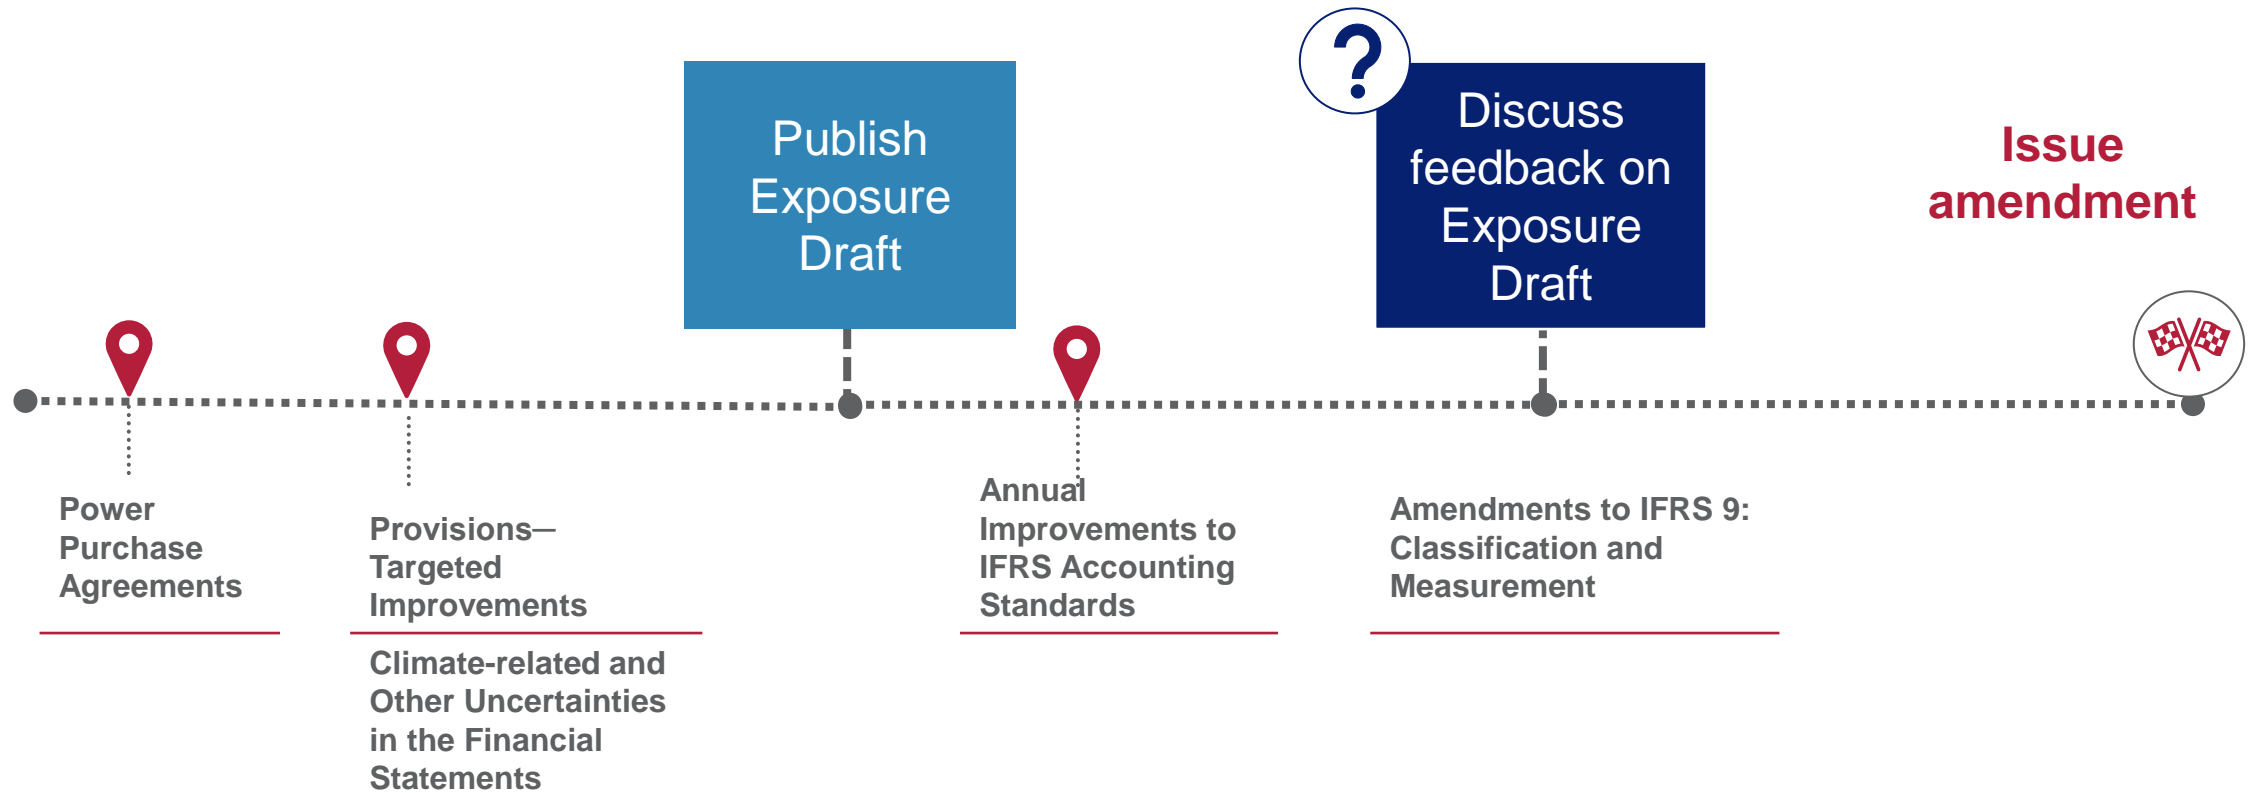 Publish
Exposure
Draft
?
Discuss
feedback on
Exposure
Draft
Issue
amendment
Power
Purchase
Agreements
Provisions—
Targeted
Improvements
Climate-related and
Other Uncertainties
in the Financial
Statements
Annual
Improvements to
IFRS Accounting
Standards
Amendments to IFRS 9:
Classification and
Measurement